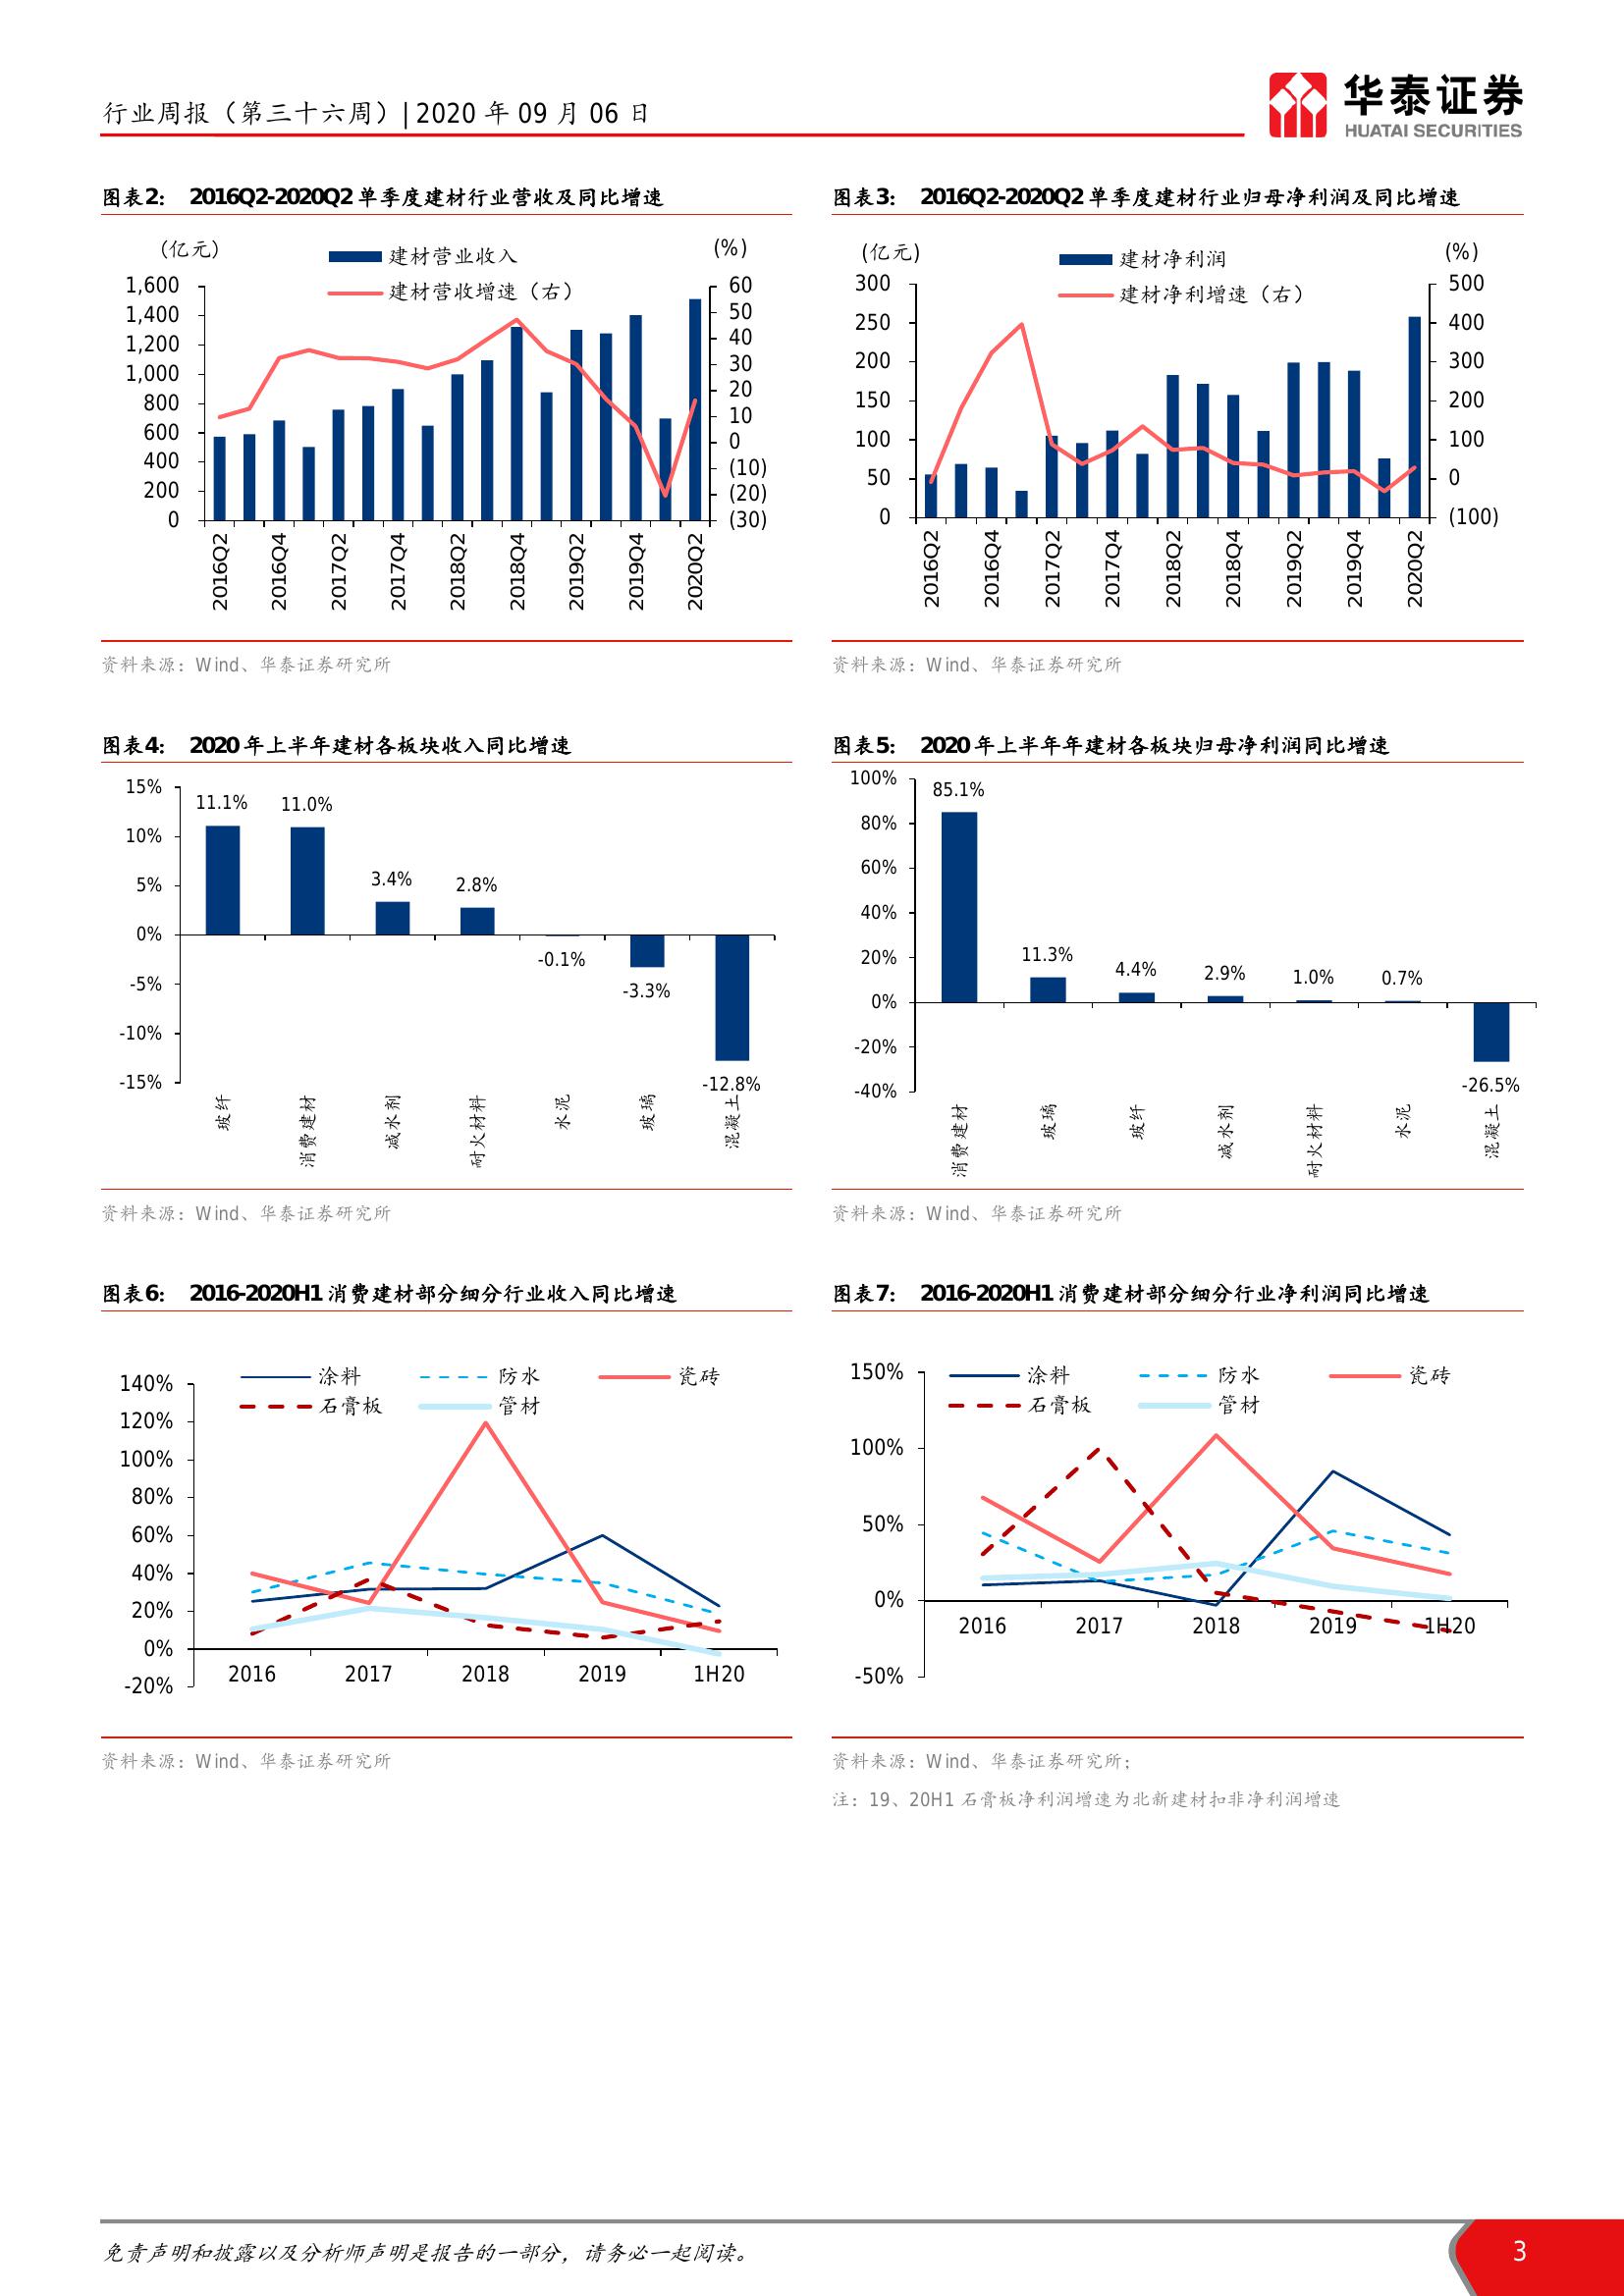 行业周报（第三十六周）| 2020 年 09 月 06 日
华泰证券
HUATAI SECURITIES
图表2： 2016Q2-2020Q2 单季度建材行业营收及同比增速
(亿元)
(%)
建材营业收入
建材营收增速（右）
1,600
1,400
1,200
1,000
800
600
400
200
0
60
50
40
30
20
10
0
(10)
(20)
(30)
2016Q2
2016Q4
2017Q2
2017Q4
2018Q2
2018Q4
2019Q2
2019Q4
2020Q2
资料来源：Wind、华泰证券研究所
图表3： 2016Q2-2020Q2 单季度建材行业归母净利润及同比增速
(亿元)
(%)
建材净利润
建材净利增速（右）
300
250
200
150
100
50
0
500
400
300
200
100
0
(100)
2016Q2
2016Q4
2017Q2
2017Q4
2018Q2
2018Q4
2019Q2
2019Q4
2020Q2
资料来源：Wind、华泰证券研究所
图表4： 2020 年上半年建材各板块收入同比增速
15%
10%
5%
0%
-5%
-10%
-15%
11.1%
11.0%
3.4%
2.8%
-0.1%
-3.3%
-12.8%
玻纤
消费建材
减水剂
耐火材料
水泥
玻璃
混凝土
资料来源：Wind、华泰证券研究所
图表5： 2020 年上半年年建材各板块归母净利润同比增速
100%
80%
60%
40%
20%
0%
-20%
-40%
85.1%
11.3%
4.4%
2.9%
1.0%
0.7%
-26.5%
消费建材
玻璃
玻纤
减水剂
耐火材料
水泥
混凝土
资料来源：Wind、华泰证券研究所
图表6： 2016-2020H1 消费建材部分细分行业收入同比增速
涂料
防水
瓷砖
石膏板
管材
140%
120%
100%
80%
60%
40%
20%
0%
-20%
2016
2017
2018
2019
1H20
资料来源：Wind、华泰证券研究所
图表7： 2016-2020H1 消费建材部分细分行业净利润同比增速
涂料
防水
瓷砖
石膏板
管材
150%
100%
50%
0%
-50%
2016
2017
2018
2019
1H20
资料来源：Wind、华泰证券研究所；
注：19、20H1 石膏板净利润增速为北新建材扣非净利润增速
免责声明和披露以及分析师声明是报告的一部分，请务必一起阅读。
3